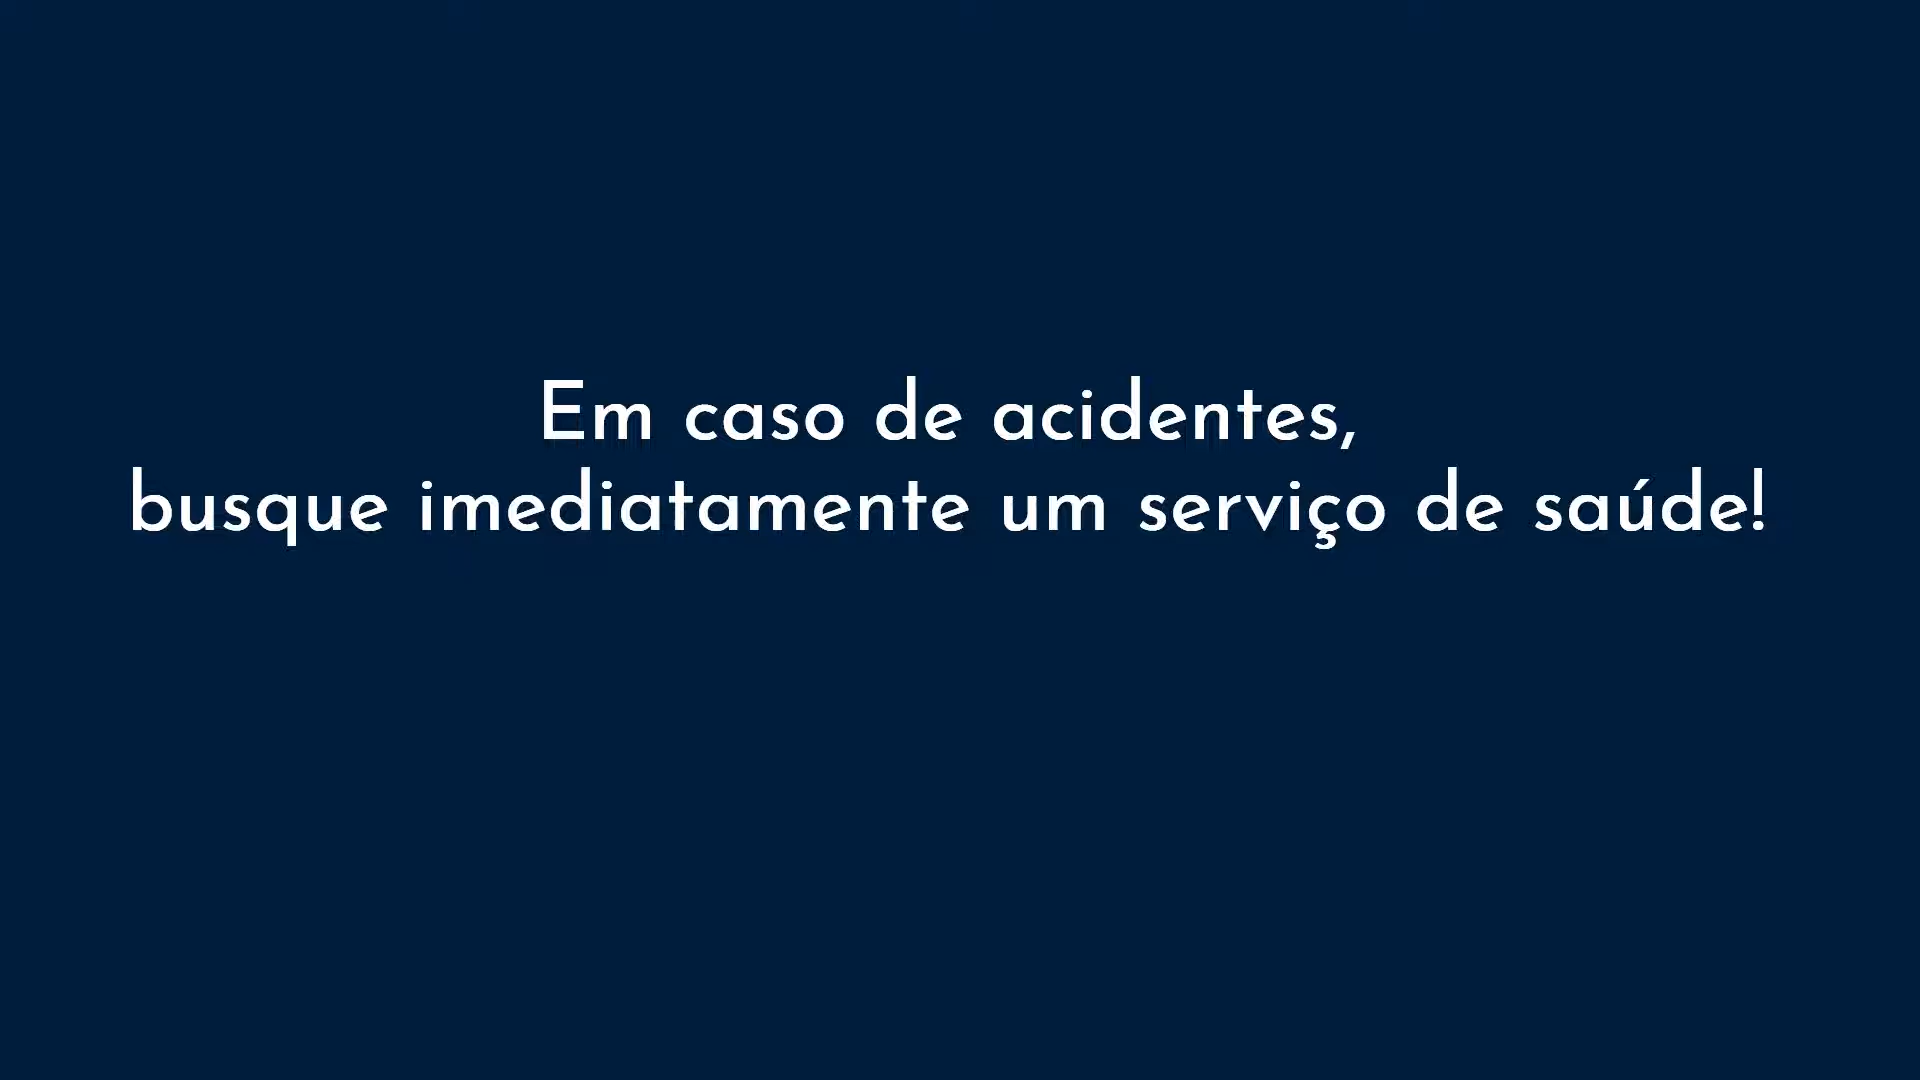 Em caso de acidentes,
busque imediatamente um serviço de saúde!